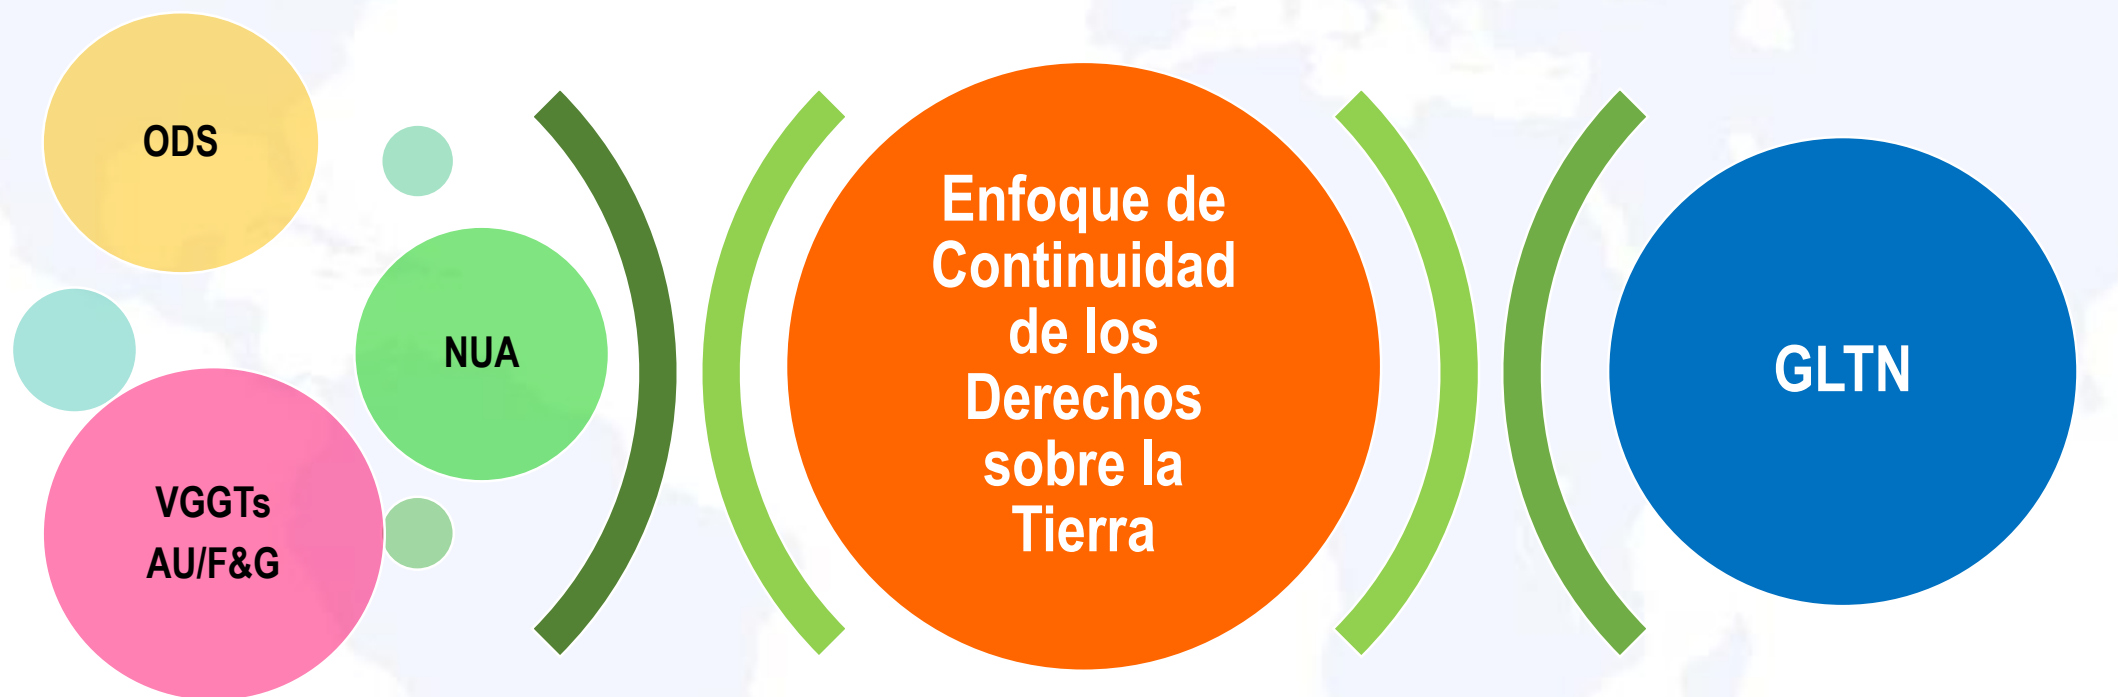 ODS
NUA
VGGTs
AU/F&G
Enfoque de
Continuidad
de los
Derechos
sobre la
Tierra
GLTN